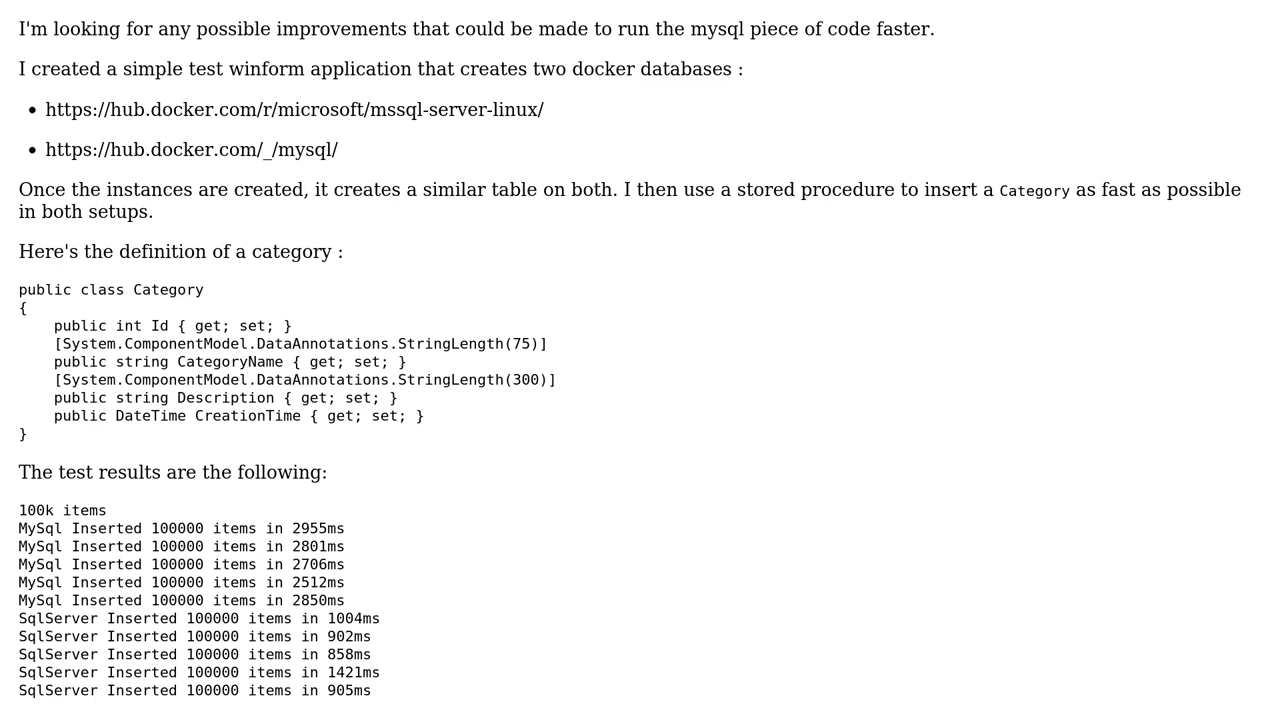 I'm looking for any possible improvements that could be made to run the mysql piece of code faster.
I created a simple test winform application that creates two docker databases :
• https://hub.docker.com/r/microsoft/mssql-server-linux/
• https://hub.docker.com/_/mysql/
Once the instances are created, it creates a similar table on both. I then use a stored procedure to insert a Category as fast as possible
in both setups.
Here's the definition of a category :
public class Category
{
    public int Id { get; set; }
    [System.ComponentModel.DataAnnotations.StringLength(75)]
    public string CategoryName { get; set; }
    [System.ComponentModel.DataAnnotations.StringLength(300)]
    public string Description { get; set; }
    public DateTime CreationTime { get; set; }
}
The test results are the following:
100k items
MySql Inserted 100000 items in 2955ms
MySql Inserted 100000 items in 2801ms
MySql Inserted 100000 items in 2706ms
MySql Inserted 100000 items in 2512ms
MySql Inserted 100000 items in 2850ms
SqlServer Inserted 100000 items in 1004ms
SqlServer Inserted 100000 items in 902ms
SqlServer Inserted 100000 items in 858ms
SqlServer Inserted 100000 items in 1421ms
SqlServer Inserted 100000 items in 905ms